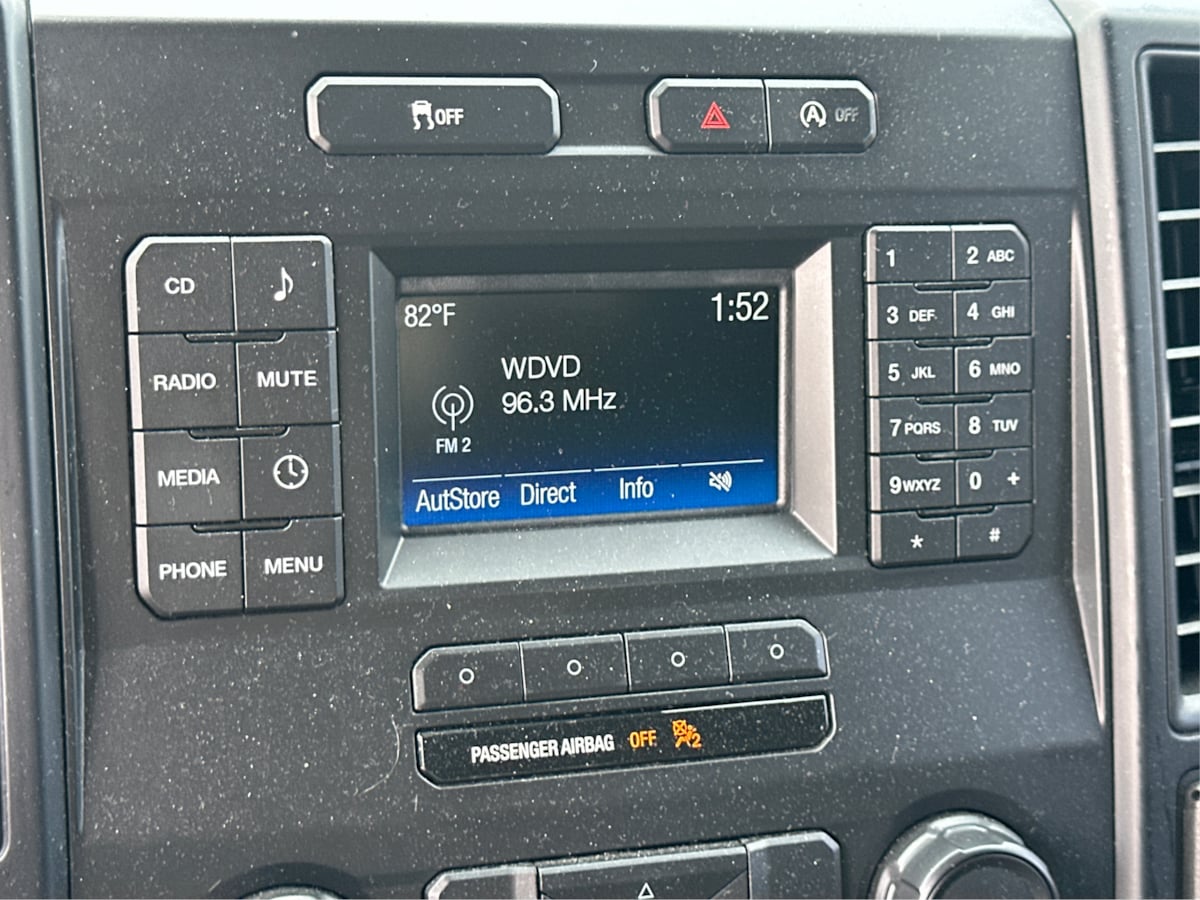 OFF
A OFF
CD
RADIO MUTE
MEDIA
PHONE MENU
82°F 1:52
WDVD
96.3 MHz
FM 2
AutStore Direct Info
1 2 ABC
3 DEF 4 GHI
5 JKL 6 MNO
7 PQRS 8 TUV
9 WXYZ 0 +
* #
PASSENGER AIRBAG OFF 2